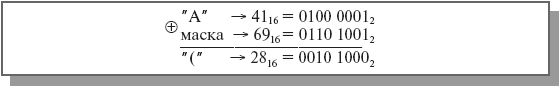 ⊕ "А" → 41₁₆ = 0100 0001₂
маска → 69₁₆ = 0110 1001₂
"(" → 28₁₆ = 0010 1000₂